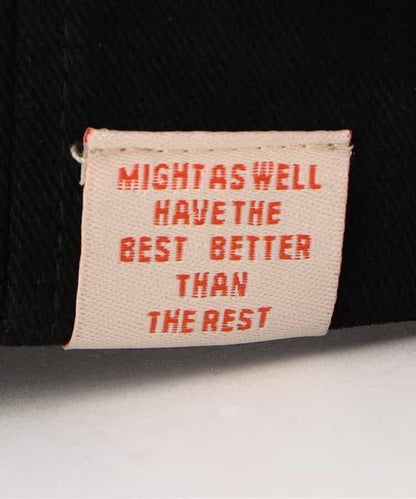 MIGHT AS WELL
HAVE THE
BEST BETTER
THAN
THE REST